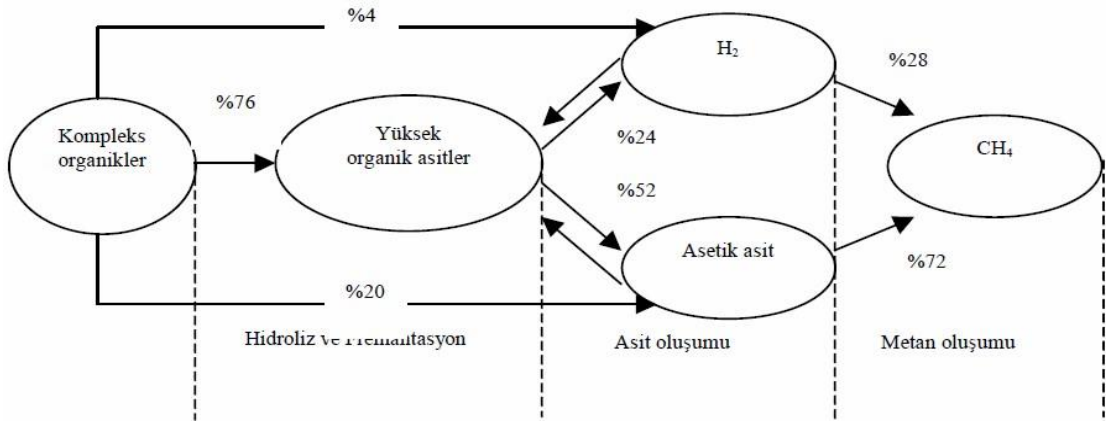 %4
H₂
%28
%76
Kompleks
organikler
Yüksek
organik asitler
%24
CH₄
%52
Asetik asit
%72
%20
Hidroliz ve
Asit oluşumu
Metan oluşumu